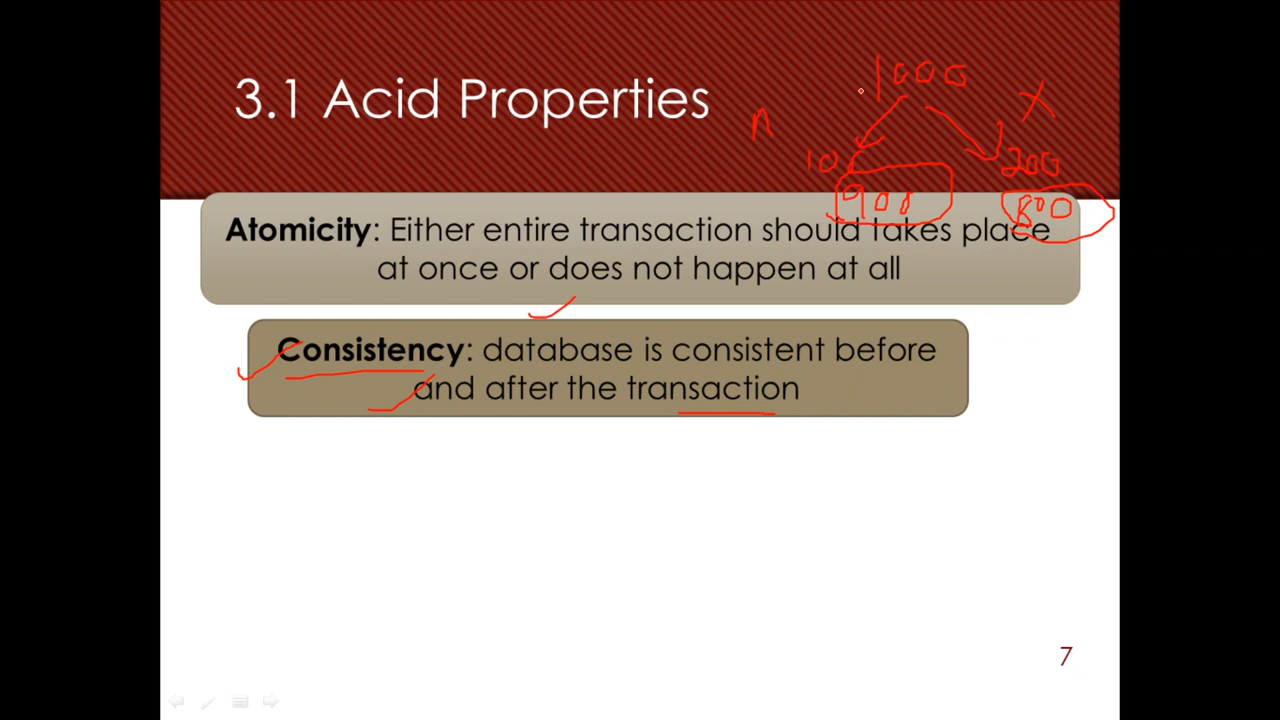 3.1 Acid Properties
1000
n
X
10
200
900
800
Atomicity: Either entire transaction should takes place
at once or does not happen at all
Consistency: database is consistent before
and after the transaction
7